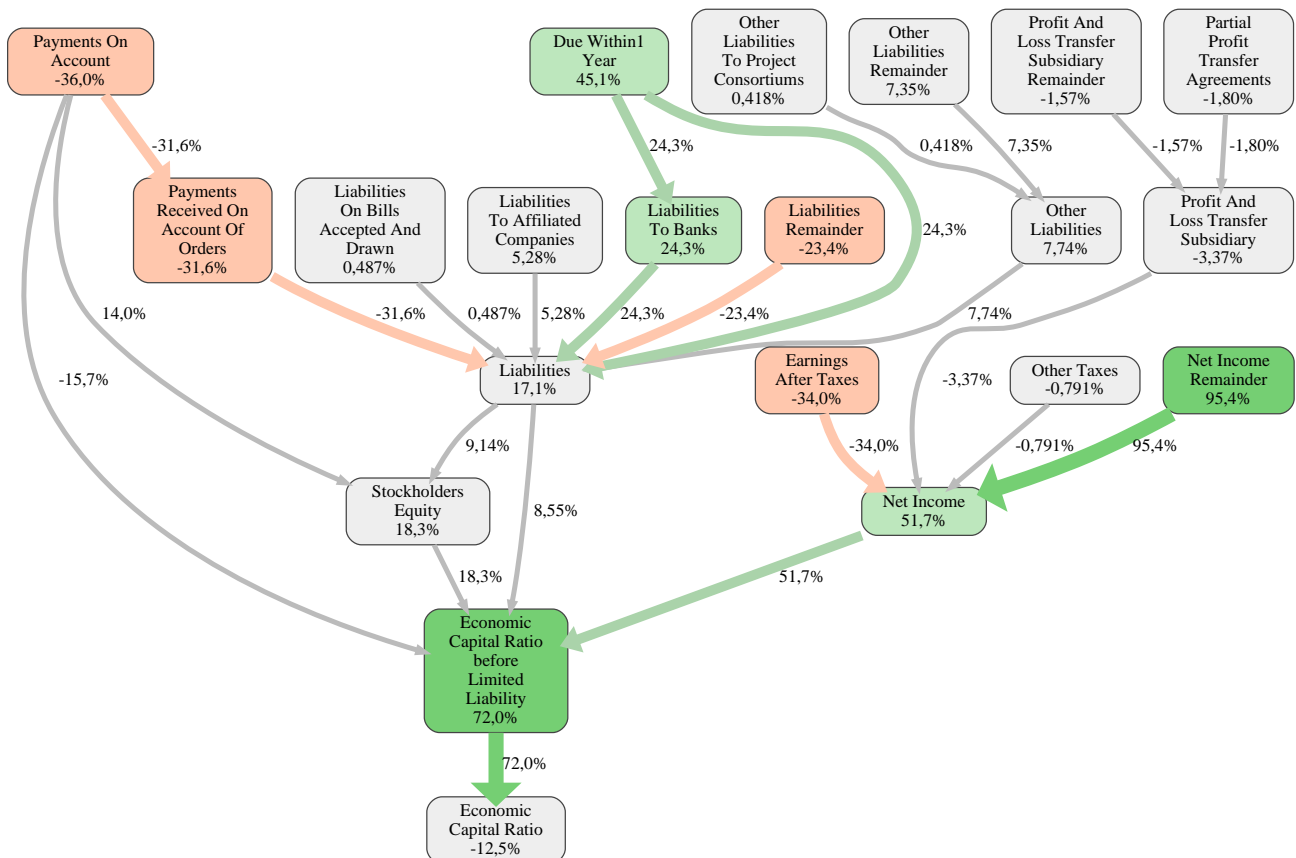 Payments On
Account
-36,0%
Due Within1
Year
45,1%
Other
Liabilities
To Project
Consortiums
0,418%
Other
Liabilities
Remainder
7,35%
Profit And
Loss Transfer
Subsidiary
Remainder
-1,57%
Partial
Profit
Transfer
Agreements
-1,80%
-31,6%
24,3%
0,418%
7,35%
-1,57%
-1,80%
Payments
Received On
Account Of
Orders
-31,6%
Liabilities
On Bills
Accepted And
Drawn
0,487%
Liabilities
To Affiliated
Companies
5,28%
Liabilities
To Banks
24,3%
Liabilities
Remainder
-23,4%
24,3%
Other
Liabilities
7,74%
Profit And
Loss Transfer
Subsidiary
-3,37%
14,0%
-31,6%
0,487%
5,28%
24,3%
-23,4%
7,74%
-15,7%
Liabilities
17,1%
Earnings
After Taxes
-34,0%
-3,37%
Other Taxes
-0,791%
Net Income
Remainder
95,4%
9,14%
-34,0%
-0,791%
95,4%
Stockholders
Equity
18,3%
8,55%
Net Income
51,7%
18,3%
51,7%
Economic
Capital Ratio
before
Limited
Liability
72,0%
72,0%
Economic
Capital Ratio
-12,5%